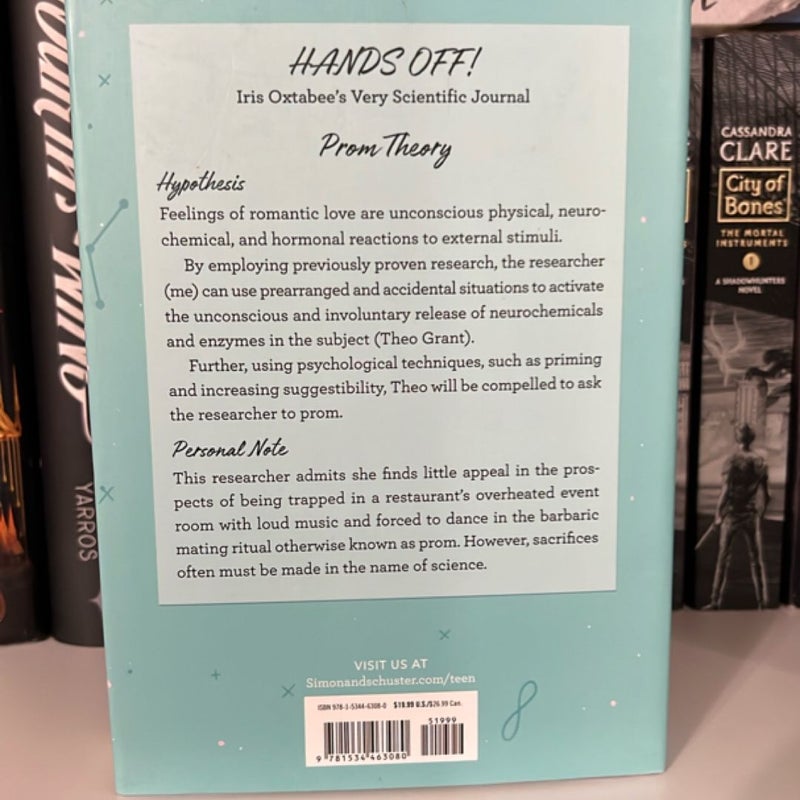 HANDS OFF!
Iris Oxtabee's Very Scientific Journal
Prom Theory
Hypothesis
Feelings of romantic love are unconscious physical, neuro-
chemical, and hormonal reactions to external stimuli.
By employing previously proven research, the researcher
(me) can use prearranged and accidental situations to activate
the unconscious and involuntary release of neurochemicals
and enzymes in the subject (Theo Grant).
Further, using psychological techniques, such as priming
and increasing suggestibility, Theo will be compelled to ask
the researcher to prom.
Personal Note
This researcher admits she finds little appeal in the pros-
pects of being trapped in a restaurant's overheated event
room with loud music and forced to dance in the barbaric
mating ritual otherwise known as prom. However, sacrifices
often must be made in the name of science.
VISIT US AT
Simonandschuster.com/teen
ISBN 978-1-5344-6308-0 $19.99 U.S./$26.99 Can.
51999
9 781534 463080
YARROS
CASSANDRA
CLARE
City of
Bones
THE MORTAL
INSTRUMENTS
1
A SHADOWHUNTERS
NOVEL